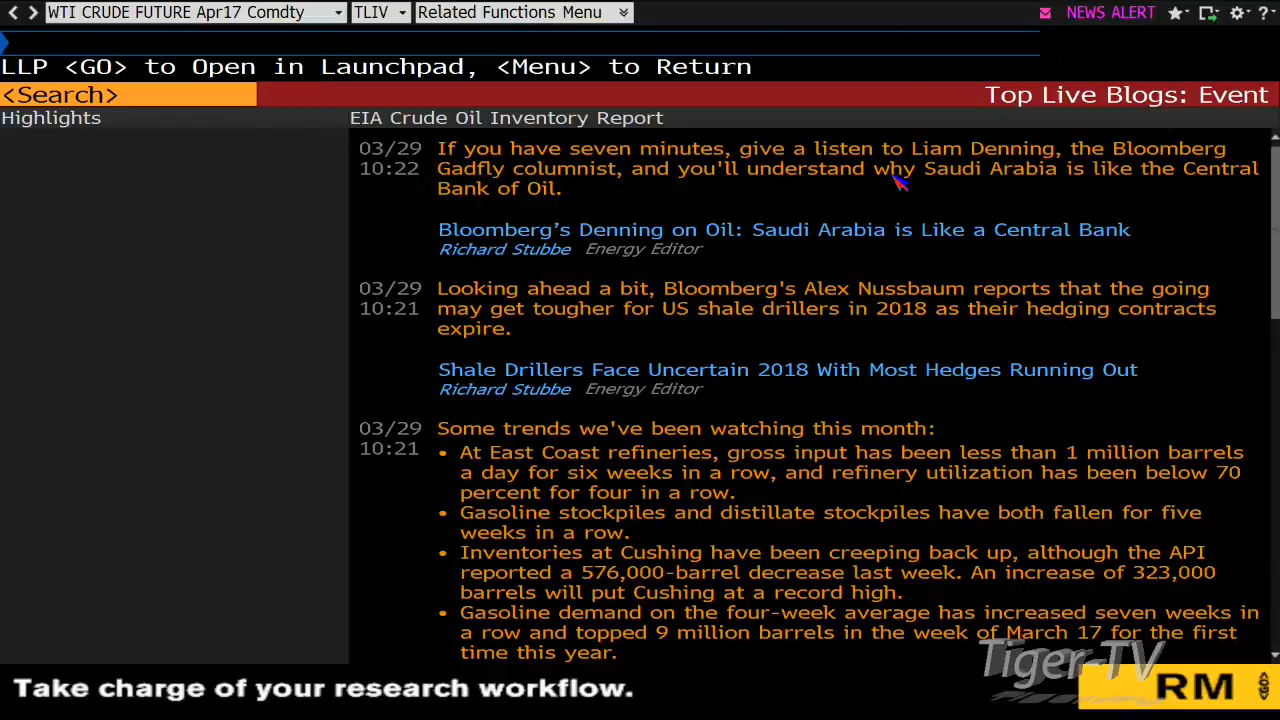 WTI CRUDE FUTURE Apr17 Comdty TLIV Related Functions Menu NEWS ALERT ?
LLP <GO> to Open in Launchpad, <Menu> to Return
<Search> Top Live Blogs: Event
Highlights EIA Crude Oil Inventory Report
03/29 If you have seven minutes, give a listen to Liam Denning, the Bloomberg
10:22 Gadfly columnist, and you'll understand why Saudi Arabia is like the Central
Bank of Oil.
Bloomberg's Denning on Oil: Saudi Arabia is Like a Central Bank
Richard Stubbe Energy Editor
03/29 Looking ahead a bit, Bloomberg's Alex Nussbaum reports that the going
10:21 may get tougher for US shale drillers in 2018 as their hedging contracts
expire.
Shale Drillers Face Uncertain 2018 With Most Hedges Running Out
Richard Stubbe Energy Editor
03/29 Some trends we've been watching this month:
10:21 • At East Coast refineries, gross input has been less than 1 million barrels
a day for six weeks in a row, and refinery utilization has been below 70
percent for four in a row.
• Gasoline stockpiles and distillate stockpiles have both fallen for five
weeks in a row.
• Inventories at Cushing have been creeping back up, although the API
reported a 576,000-barrel decrease last week. An increase of 323,000
barrels will put Cushing at a record high.
• Gasoline demand on the four-week average has increased seven weeks in
a row and topped 9 million barrels in the week of March 17 for the first
time this year.
Tiger-TV
Take charge of your research workflow. RM <GO>